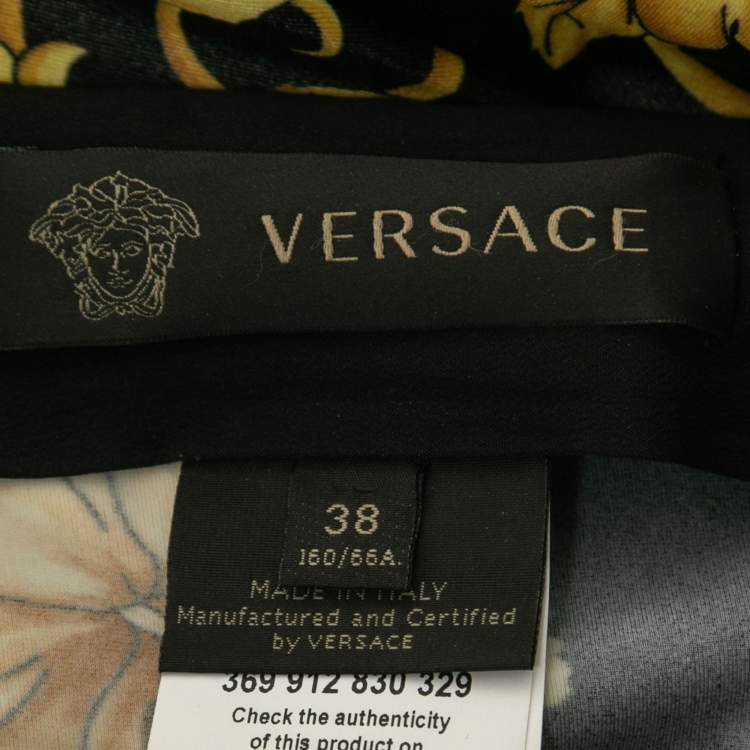 VERSACE
38
160/66A.
MADE IN ITALY
Manufactured and Certified
by VERSACE
369 912 830 329
Check the authenticity
of this product on